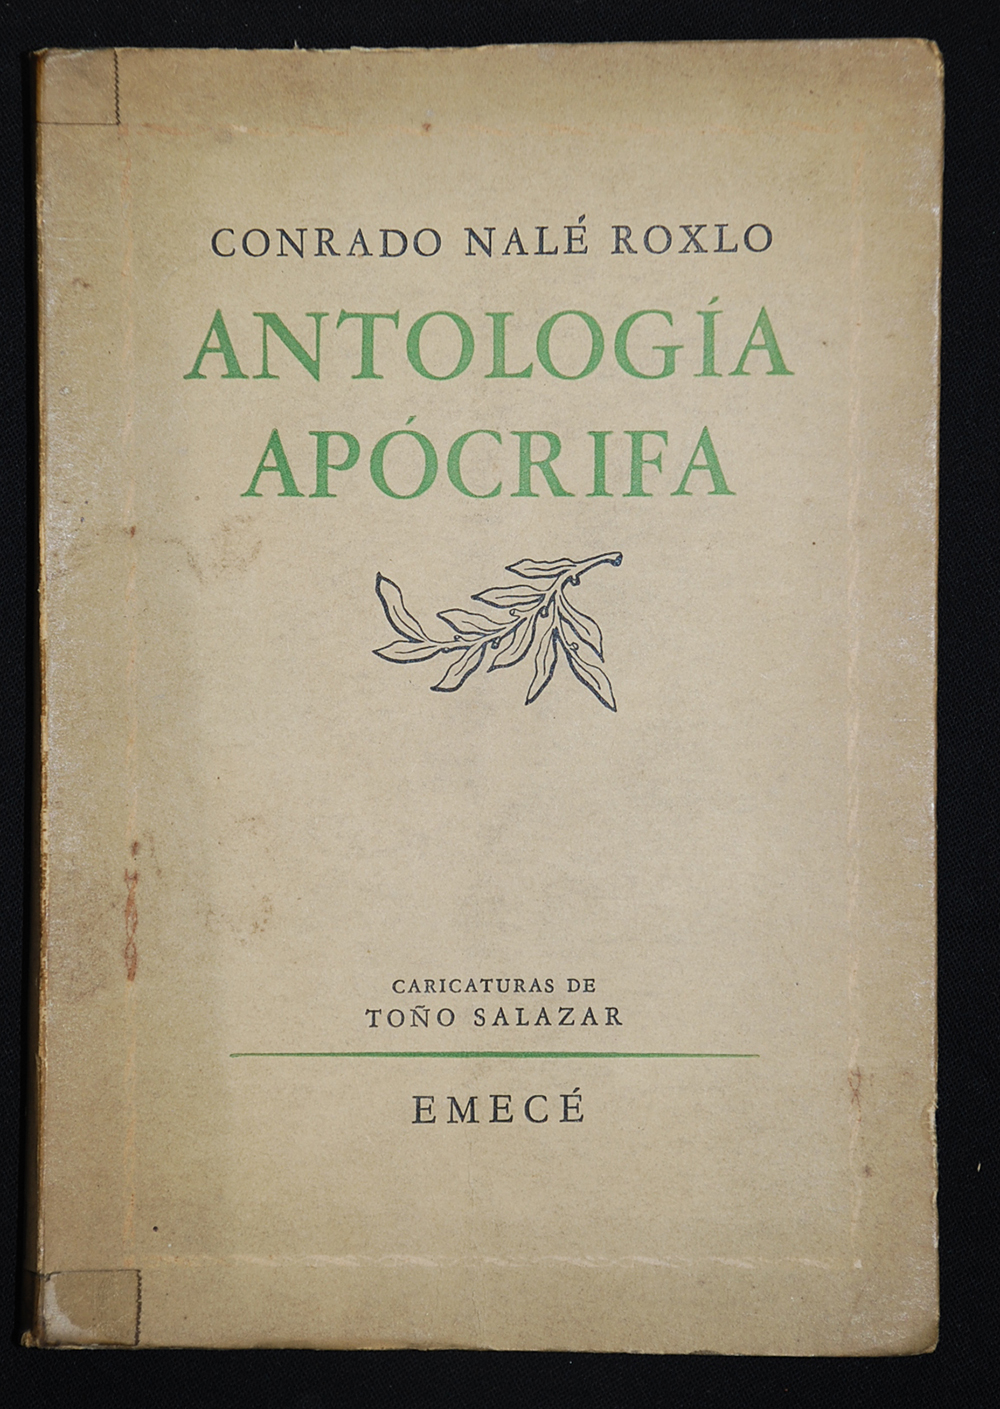 CONRADO NALÉ ROXLO
ANTOLOGÍA
APÓCRIFA
CARICATURAS DE
TOÑO SALAZAR
EMECÉ